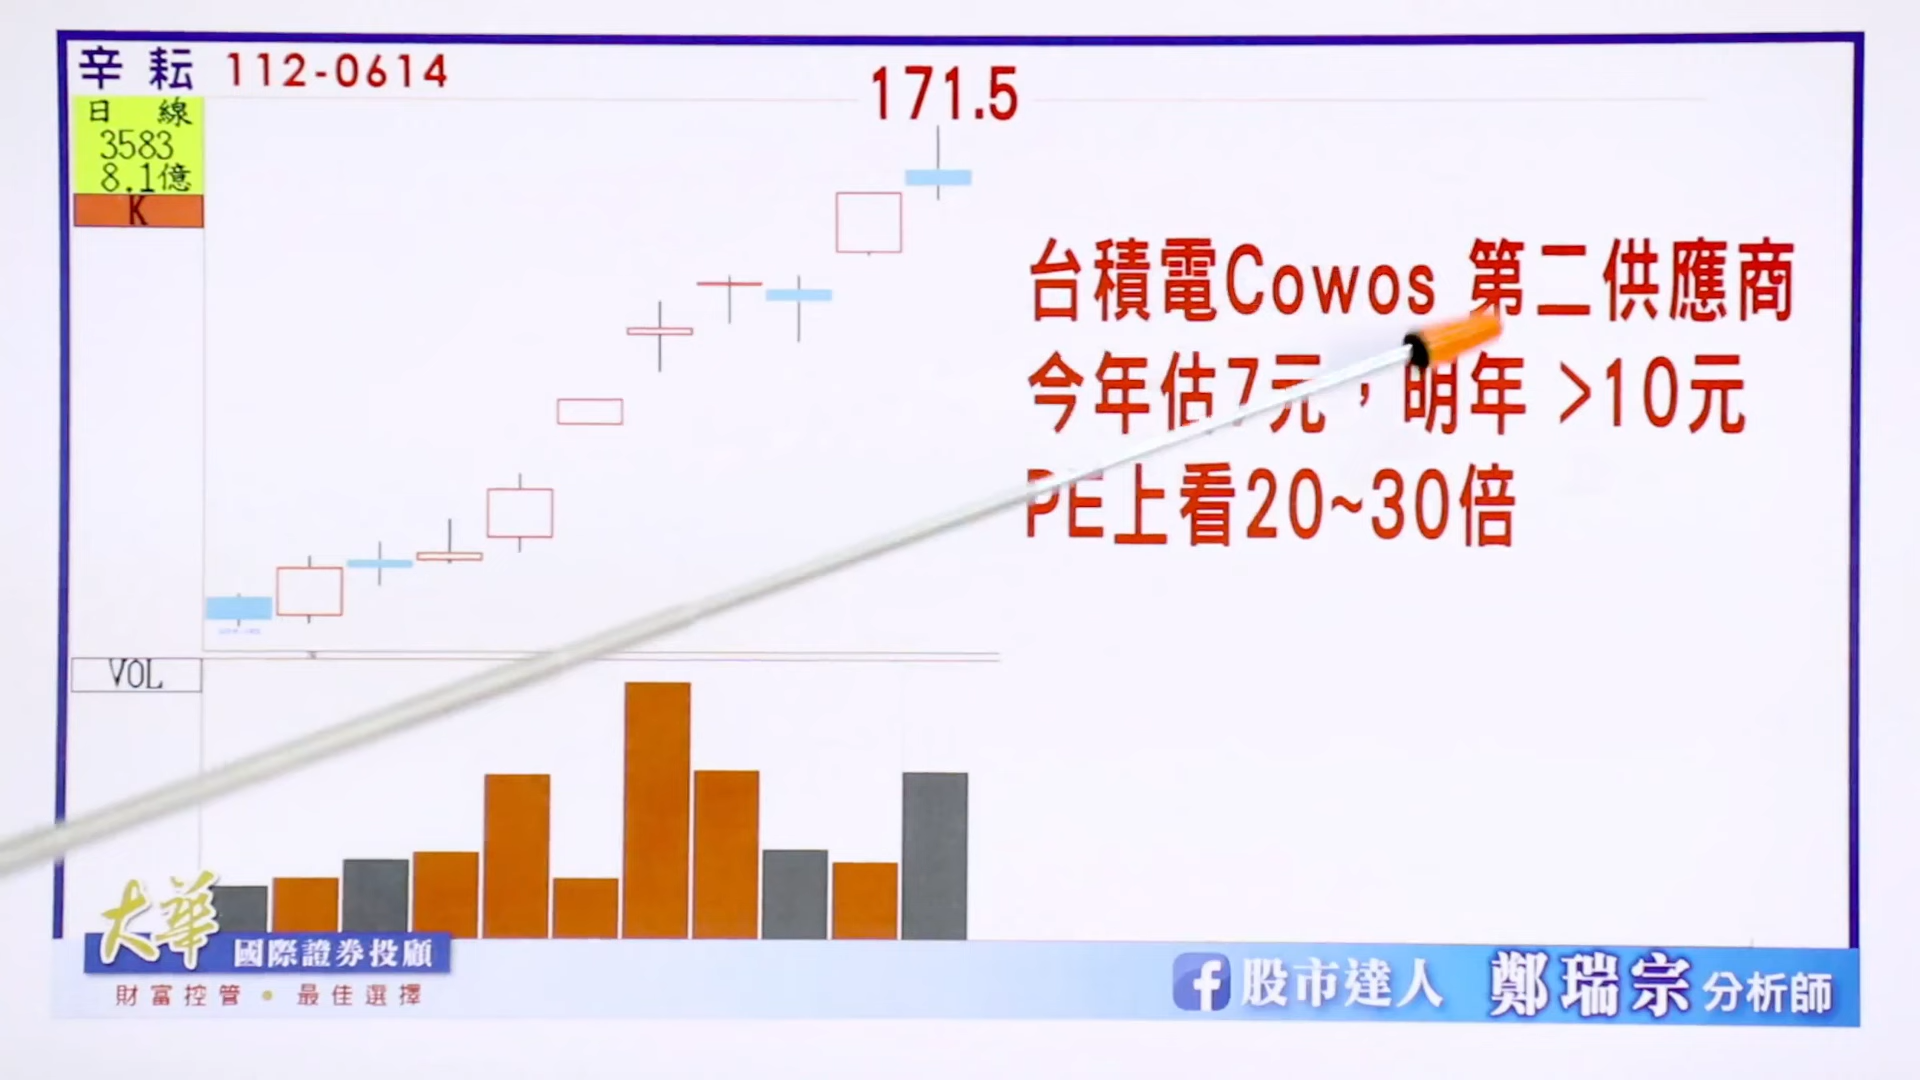 辛耘 112-0614
171.5
日線
3583
8.1億
K
台積電Cowos 第二供應商
今年估7元，明年 >10元
PE上看20~30倍
VOL
大華
國際證券投顧
財富控管•最佳選擇
f 股市達人 鄭瑞宗 分析師